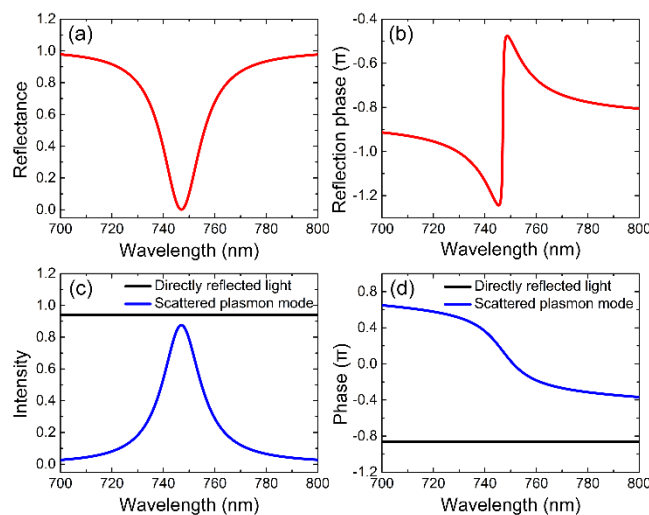 (a)
1.2
1.0
0.8
0.6
0.4
0.2
0.0
Reflectance
700 720 740 760 780 800
Wavelength (nm)
(b)
-0.4
-0.6
-0.8
-1.0
-1.2
Reflection phase (π)
700 720 740 760 780 800
Wavelength (nm)
(c)
Directly reflected light
Scattered plasmon mode
1.2
1.0
0.8
0.6
0.4
0.2
0.0
Intensity
700 720 740 760 780 800
Wavelength (nm)
(d)
Directly reflected light
Scattered plasmon mode
0.8
0.4
0.0
-0.4
-0.8
-1.2
Phase (π)
700 720 740 760 780 800
Wavelength (nm)